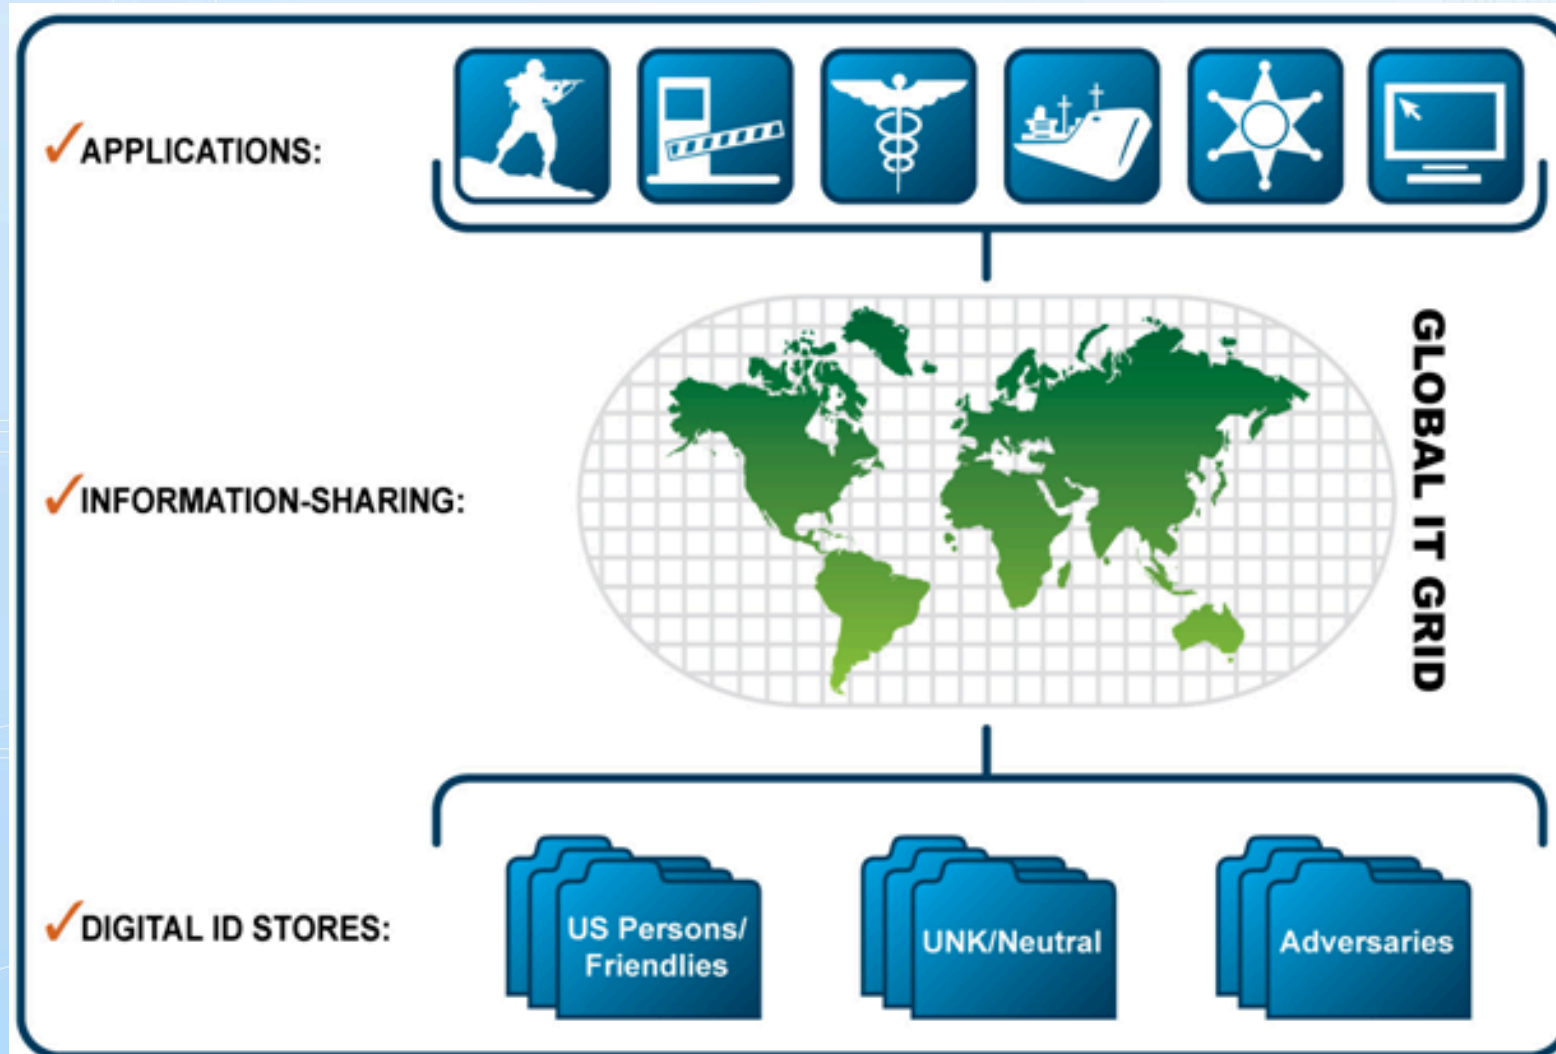 ✓APPLICATIONS:
✓INFORMATION-SHARING:
GLOBAL IT GRID
✓DIGITAL ID STORES:
US Persons/
Friendlies
UNK/Neutral
Adversaries